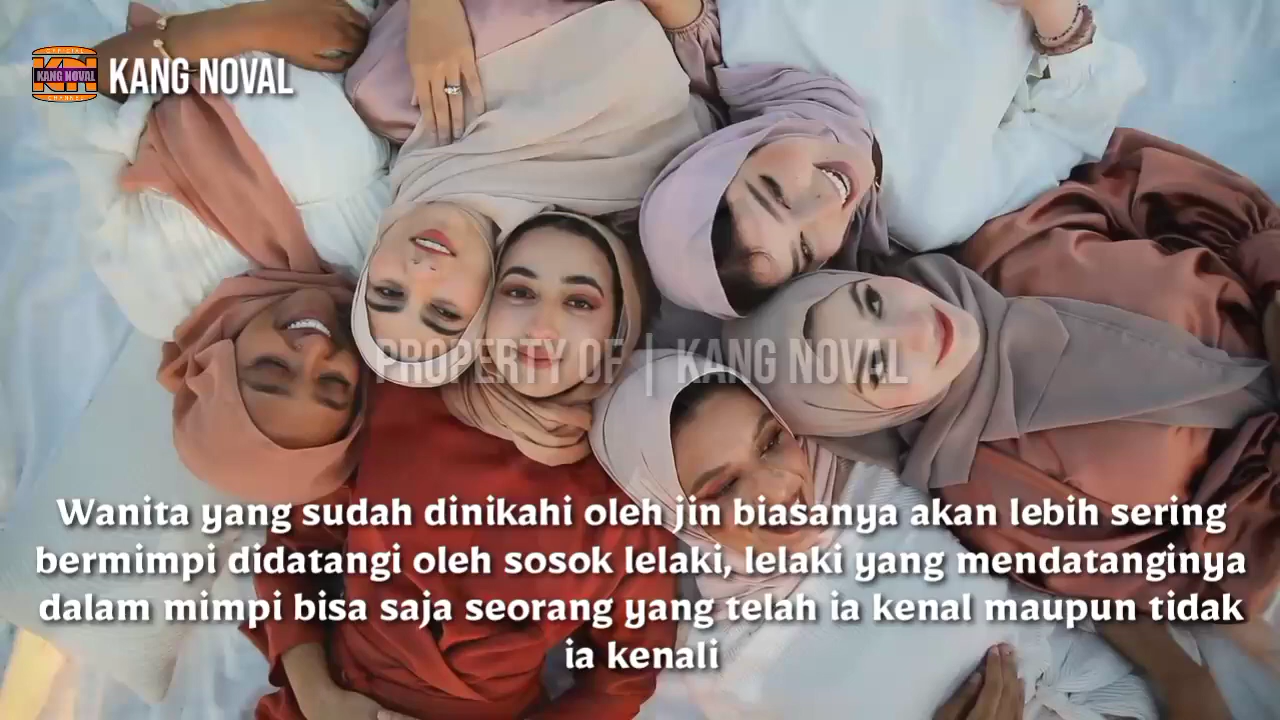 OFFICIAL
KANG NOVAL
CHANNEL
KANG NOVAL
PROPERTY OF | KANG NOVAL
Wanita yang sudah dinikahi oleh jin biasanya akan lebih sering
bermimpi didatangi oleh sosok lelaki, lelaki yang mendatanginya
dalam mimpi bisa saja seorang yang telah ia kenal maupun tidak
ia kenali